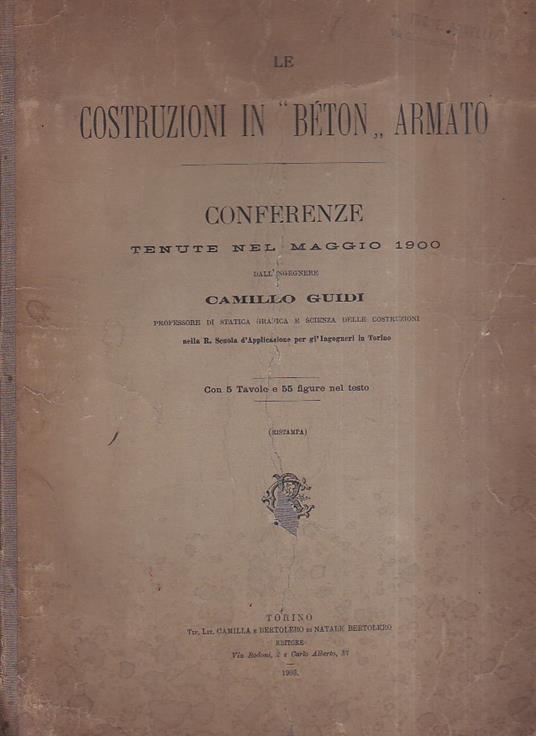 LE
COSTRUZIONI IN “BÉTON„ ARMATO
CONFERENZE
TENUTE NEL MAGGIO 1900
DALL'INGEGNERE
CAMILLO GUIDI
PROFESSORE DI STATICA GRAFICA E SCIENZA DELLE COSTRUZIONI
nella R. Scuola d'Applicazione per gl'Ingegneri in Torino
Con 5 Tavole e 55 figure nel testo
(RISTAMPA)
TORINO
Tip. Lit. CAMILLA E BERTOLERO DI NATALE BERTOLERO
EDITORE
Via Bodoni, 2 e Carlo Alberto,